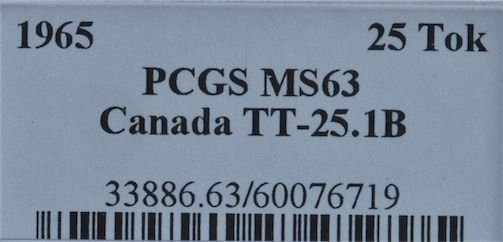 1965 25 Tok
PCGS MS63
Canada TT-25.1B
33886.63/60076719